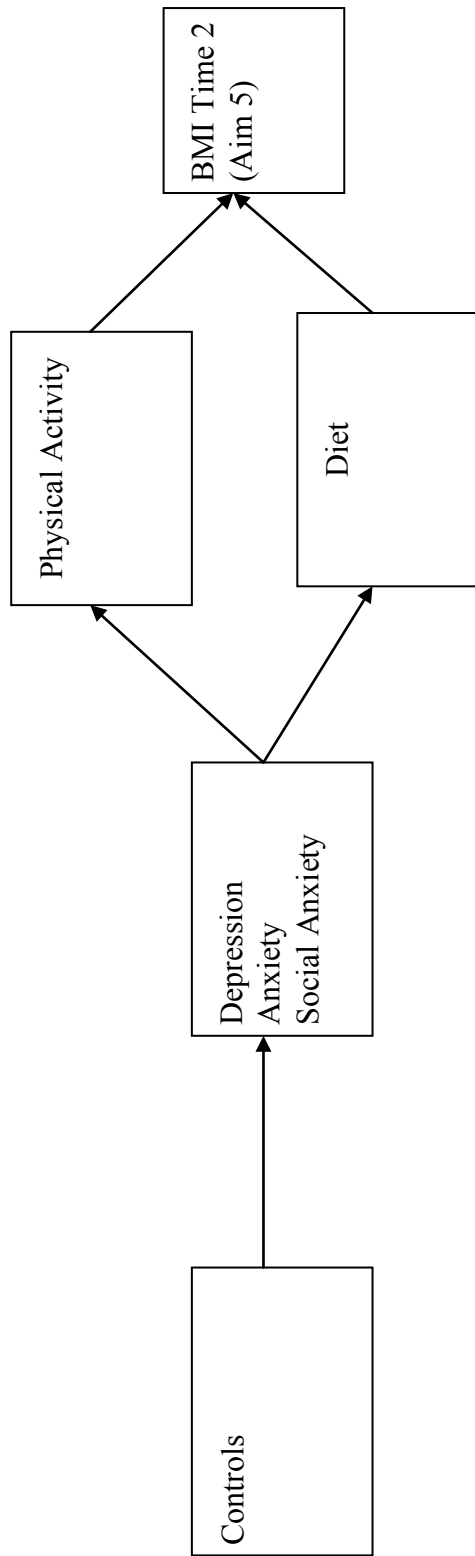 Controls
Depression
Anxiety
Social Anxiety
Physical Activity
Diet
BMI Time 2
(Aim 5)